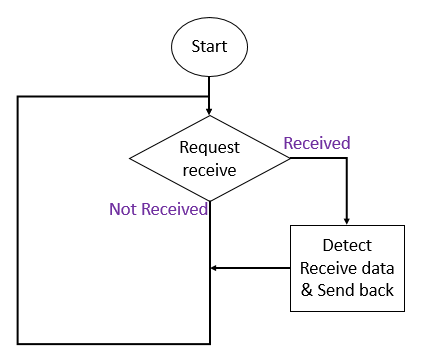 Start
Request
receive
Received
Not Received
Detect
Receive data
& Send back